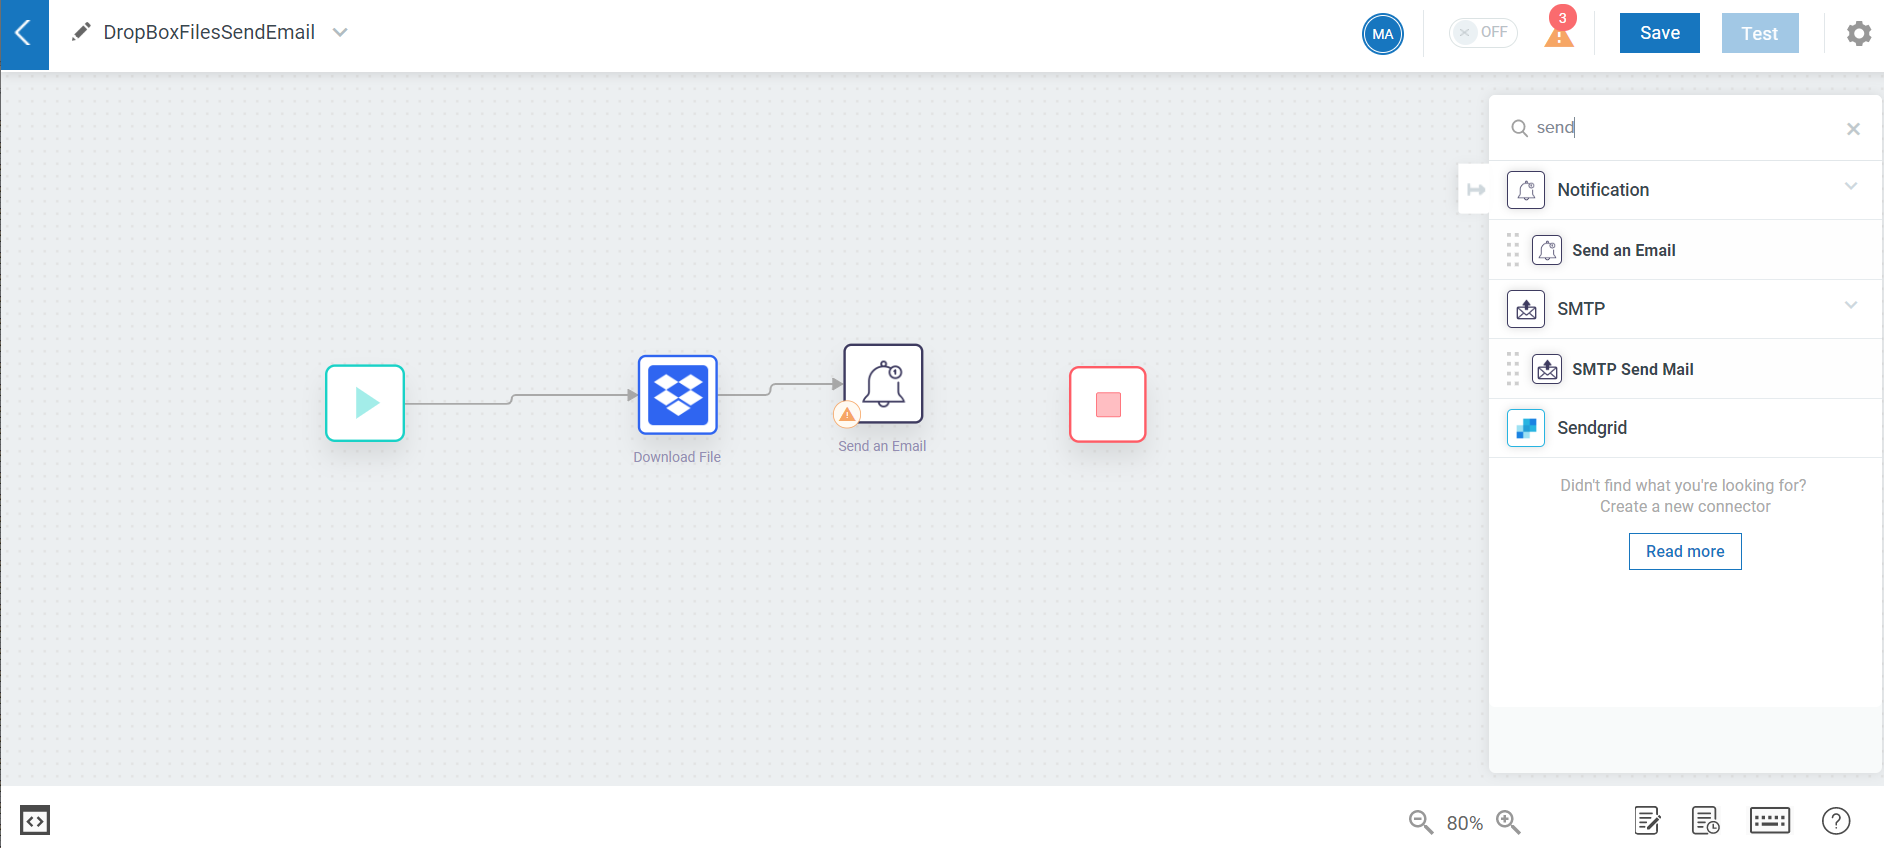 DropBoxFilesSendEmail
MA
OFF
3
Save
Test
send
Notification
Send an Email
SMTP
SMTP Send Mail
Sendgrid
Didn't find what you're looking for?
Create a new connector
Read more
Download File
Send an Email
80%